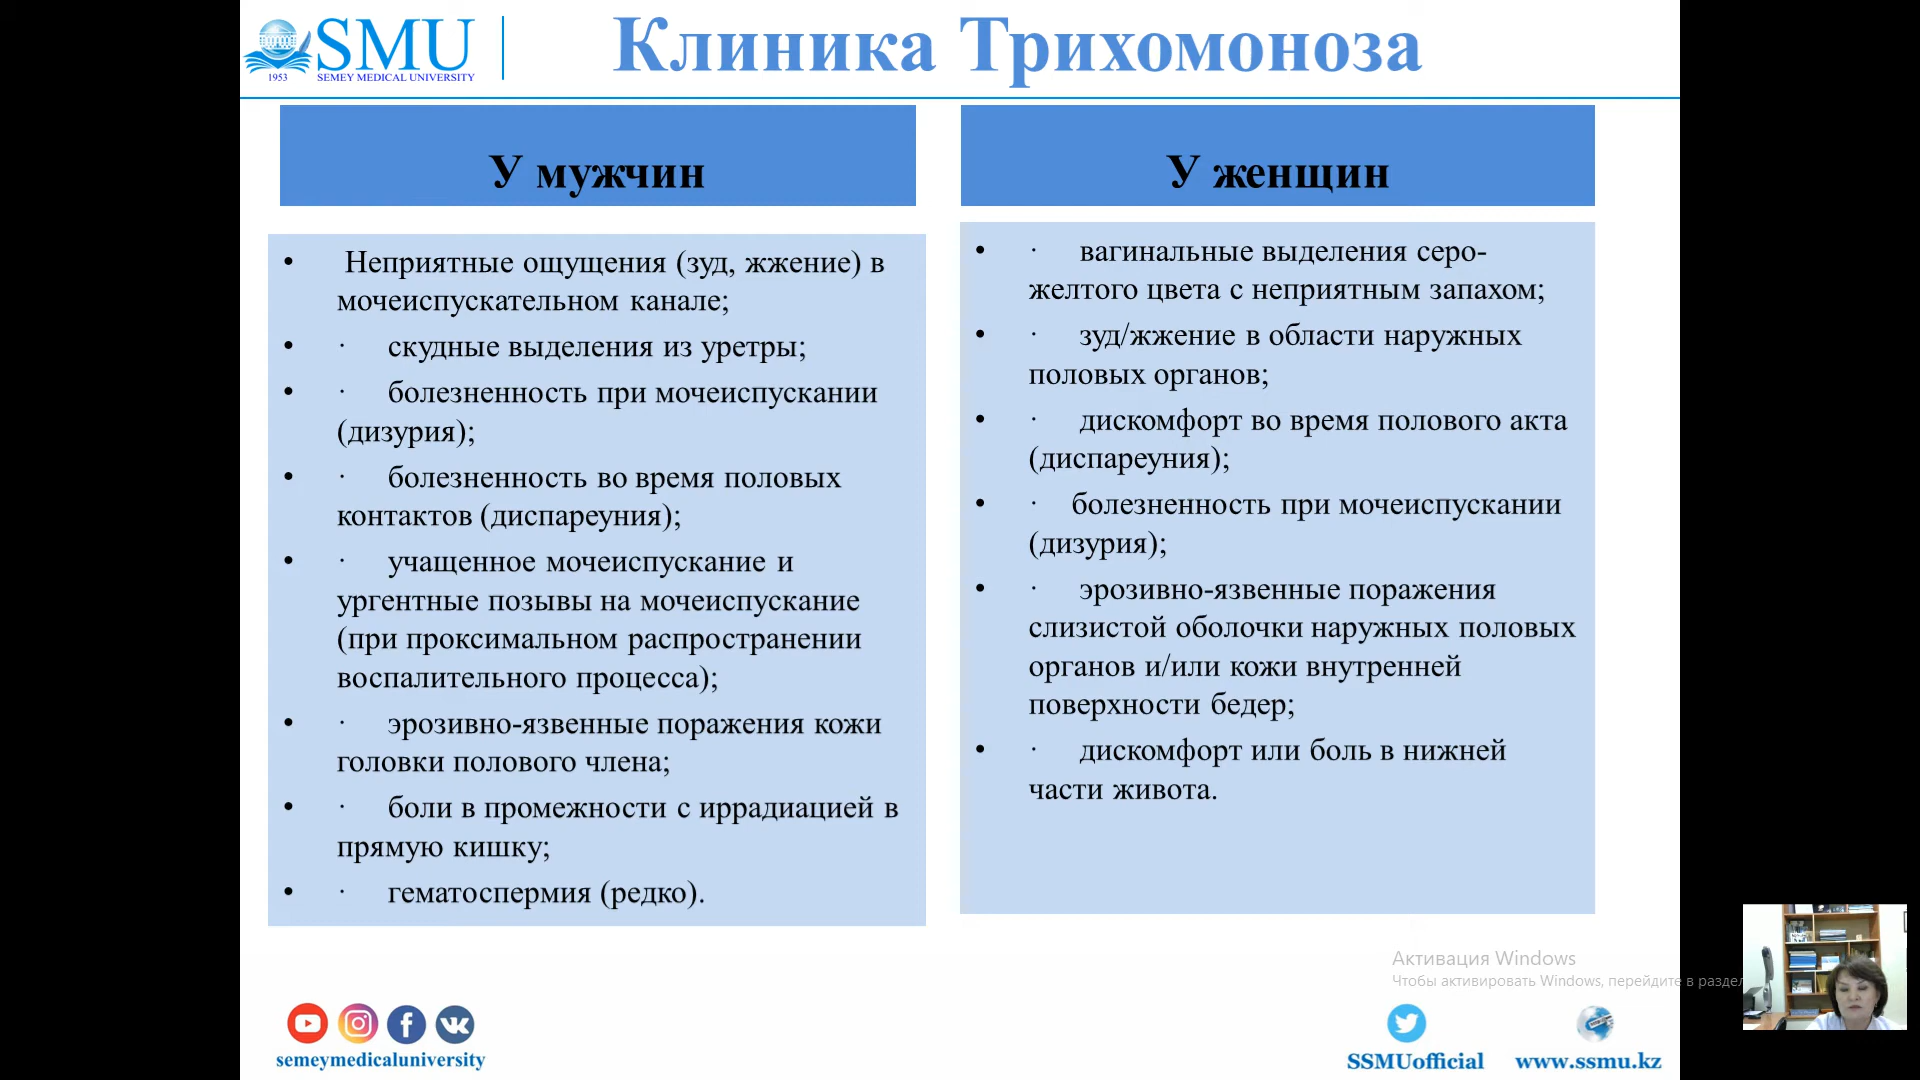 SMU
1953 SEMEY MEDICAL UNIVERSITY
Клиника Трихомоноза
У мужчин
• Неприятные ощущения (зуд, жжение) в
мочеиспускательном канале;
• · скудные выделения из уретры;
• · болезненность при мочеиспускании
(дизурия);
• · болезненность во время половых
контактов (диспареуния);
• · учащенное мочеиспускание и
ургентные позывы на мочеиспускание
(при проксимальном распространении
воспалительного процесса);
• · эрозивно-язвенные поражения кожи
головки полового члена;
• · боли в промежности с иррадиацией в
прямую кишку;
• · гематоспермия (редко).
У женщин
• · вагинальные выделения серо-
желтого цвета с неприятным запахом;
• · зуд/жжение в области наружных
половых органов;
• · дискомфорт во время полового акта
(диспареуния);
• · болезненность при мочеиспускании
(дизурия);
• · эрозивно-язвенные поражения
слизистой оболочки наружных половых
органов и/или кожи внутренней
поверхности бедер;
• · дискомфорт или боль в нижней
части живота.
Активация Windows
Чтобы активировать Windows, перейдите в раздел
semeymedicaluniversity
SSMUofficial
www.ssmu.kz